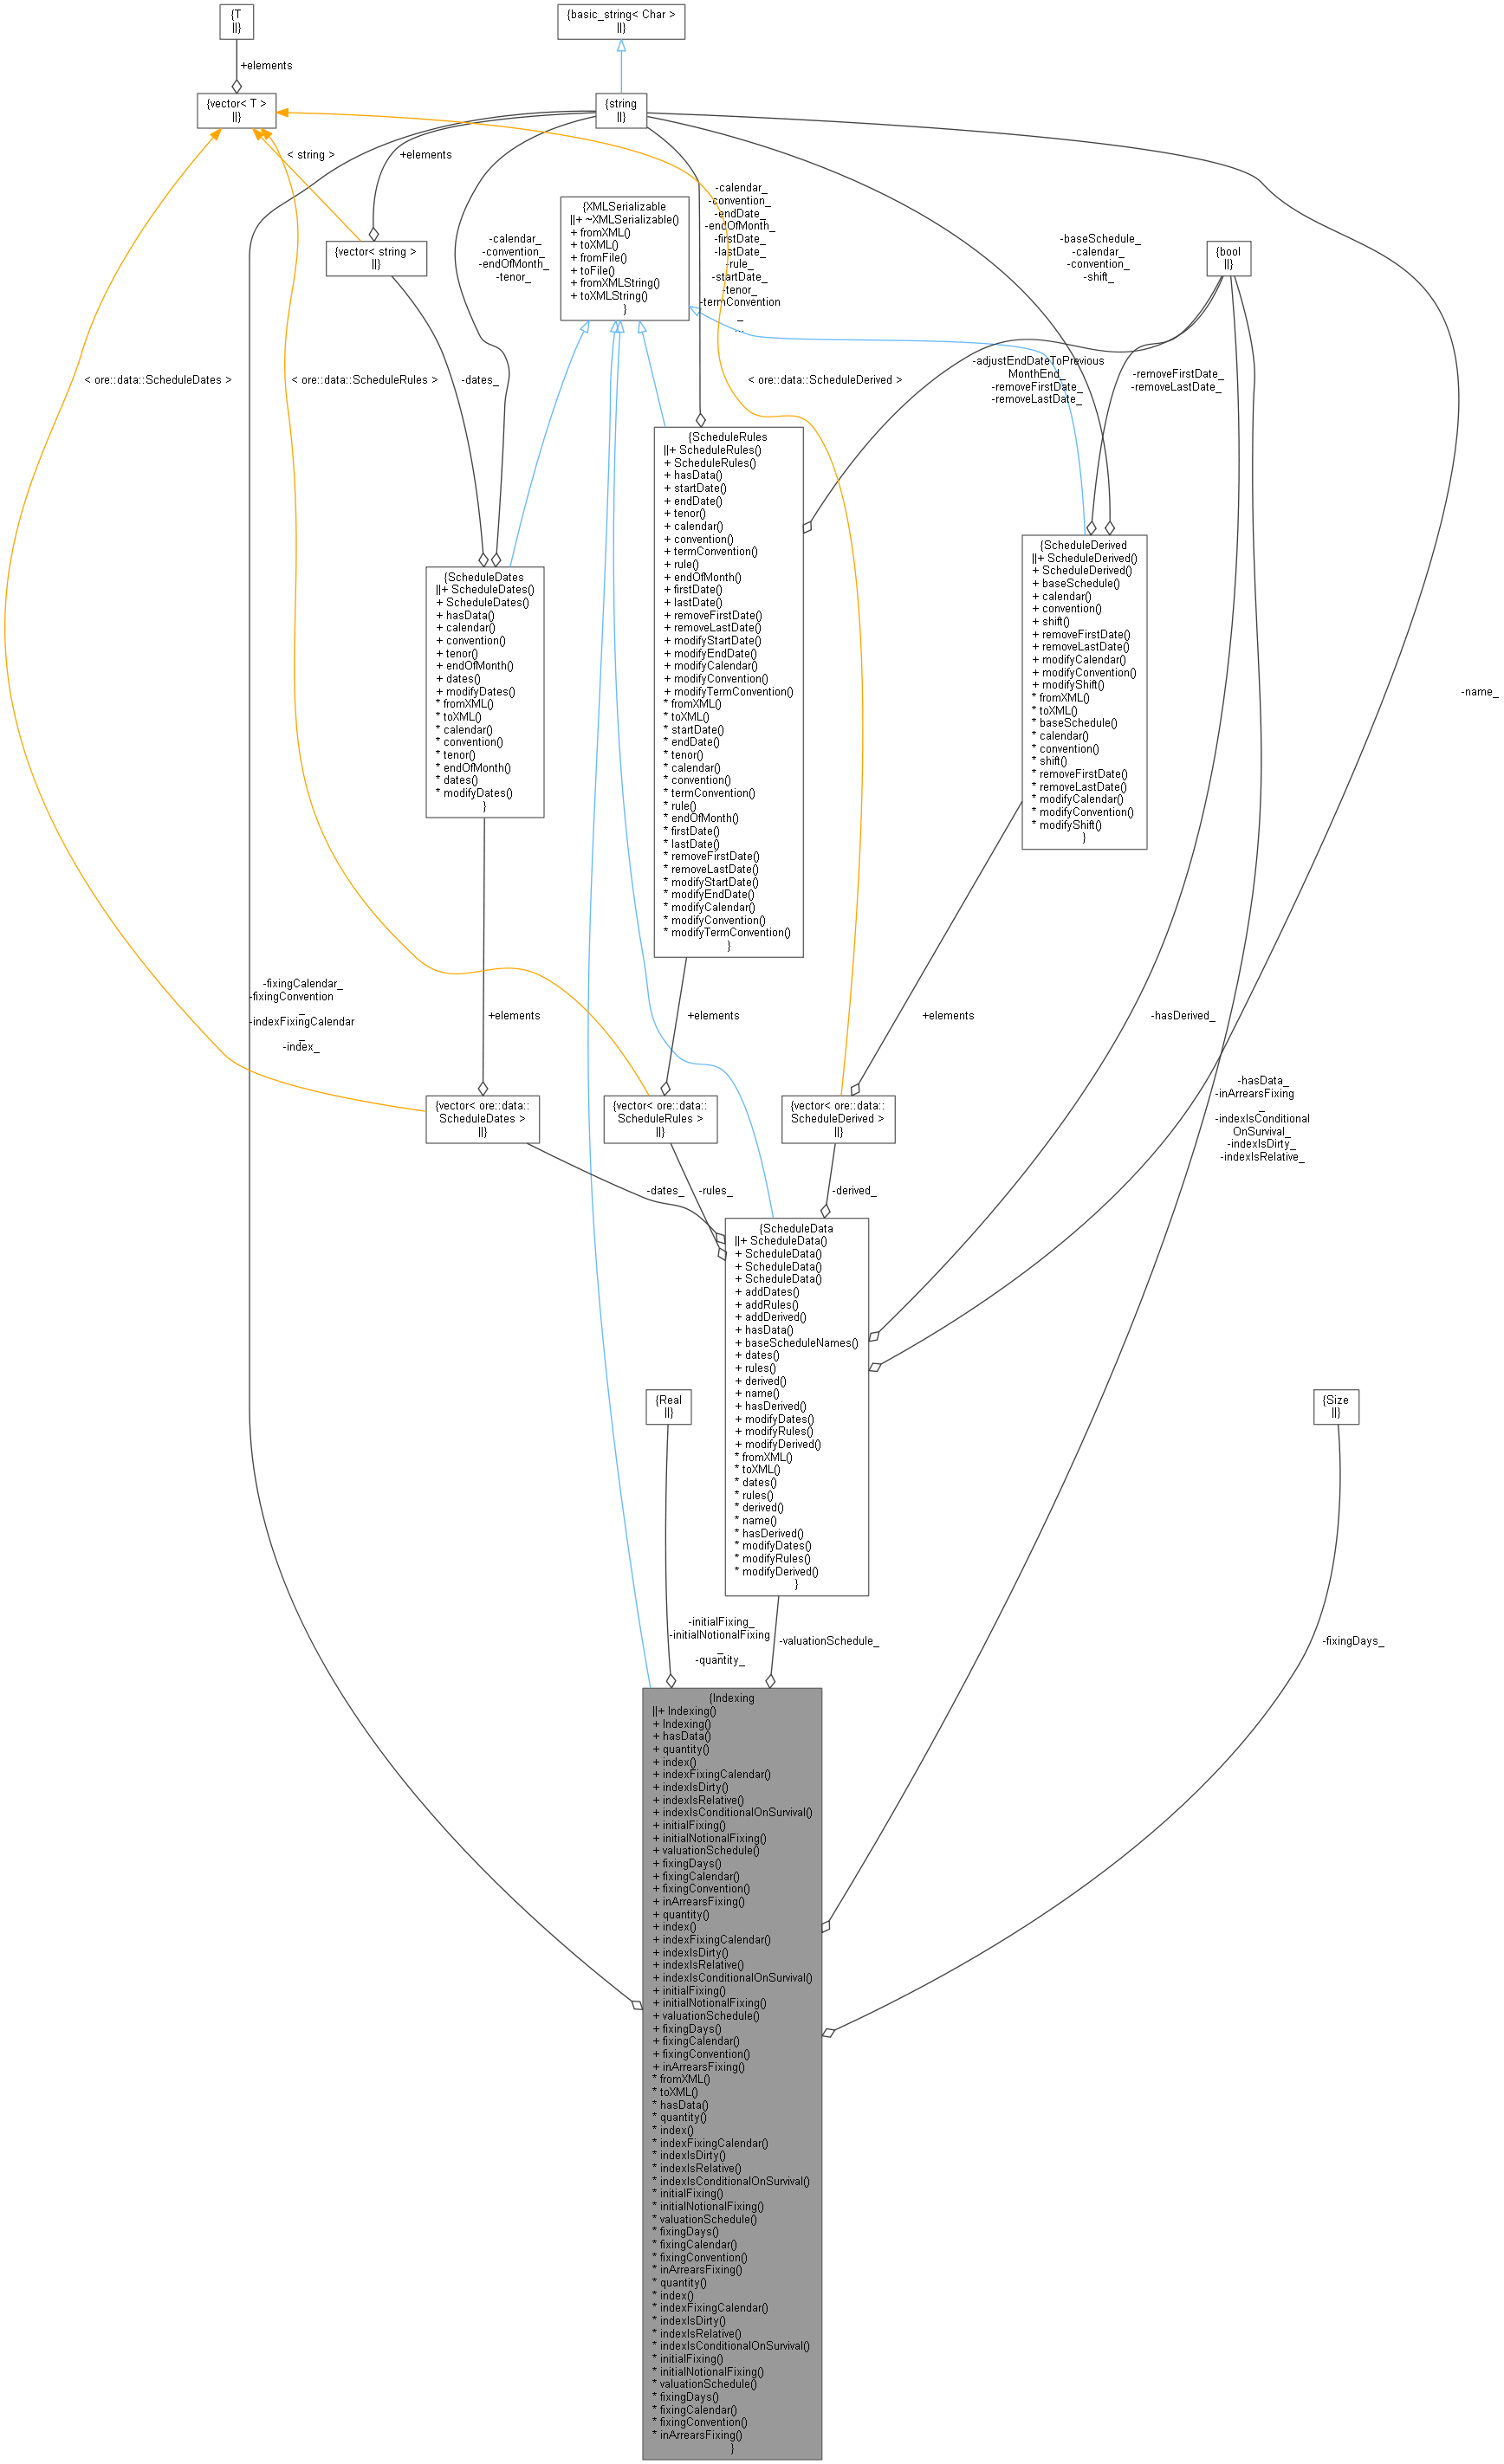 {T
||}
{basic_string< Char >
||}
+elements
{vector< T >
||}
{string
||}
< string >
+elements
{XMLSerializable
||+ ~XMLSerializable()
+ fromXML()
+ toXML()
+ fromFile()
+ toFile()
+ fromXMLString()
+ toXMLString()
}
-calendar_
-convention_
-endDate_
-endOfMonth_
-firstDate_
-lastDate_
-rule_
-startDate_
-tenor_
-termConvention
_
...
{vector< string >
||}
-calendar_
-convention_
-endOfMonth_
-tenor_
-baseSchedule_
-calendar_
-convention_
-shift_
{bool
||}
< ore::data::ScheduleDates >
< ore::data::ScheduleRules >
-dates_
< ore::data::ScheduleDerived >
-adjustEndDateToPrevious
MonthEnd_
-removeFirstDate_
-removeLastDate_
-removeFirstDate_
-removeLastDate_
{ScheduleRules
||+ ScheduleRules()
+ ScheduleRules()
+ hasData()
+ startDate()
+ endDate()
+ tenor()
+ calendar()
+ convention()
+ termConvention()
+ rule()
+ endOfMonth()
+ firstDate()
+ lastDate()
+ removeFirstDate()
+ removeLastDate()
+ modifyStartDate()
+ modifyEndDate()
+ modifyCalendar()
+ modifyConvention()
+ modifyTermConvention()
* fromXML()
* toXML()
* startDate()
* endDate()
* tenor()
* calendar()
* convention()
* termConvention()
* rule()
* endOfMonth()
* firstDate()
* lastDate()
* removeFirstDate()
* removeLastDate()
* modifyStartDate()
* modifyEndDate()
* modifyCalendar()
* modifyConvention()
* modifyTermConvention()
}
{ScheduleDates
||+ ScheduleDates()
+ ScheduleDates()
+ hasData()
+ calendar()
+ convention()
+ tenor()
+ endOfMonth()
+ dates()
+ modifyDates()
* fromXML()
* toXML()
* calendar()
* convention()
* tenor()
* endOfMonth()
* dates()
* modifyDates()
}
{ScheduleDerived
||+ ScheduleDerived()
+ ScheduleDerived()
+ baseSchedule()
+ calendar()
+ convention()
+ shift()
+ removeFirstDate()
+ removeLastDate()
+ modifyCalendar()
+ modifyConvention()
+ modifyShift()
* fromXML()
* toXML()
* baseSchedule()
* calendar()
* convention()
* shift()
* removeFirstDate()
* removeLastDate()
* modifyCalendar()
* modifyConvention()
* modifyShift()
}
-name_
-fixingCalendar_
-fixingConvention
_
-indexFixingCalendar
_
-index_
+elements
+elements
+elements
-hasDerived_
{vector< ore::data::
ScheduleDates >
||}
{vector< ore::data::
ScheduleRules >
||}
{vector< ore::data::
ScheduleDerived >
||}
-hasData_
-inArrearsFixing
_
-indexIsConditional
OnSurvival_
-indexIsDirty_
-indexIsRelative_
-dates_
-rules_
-derived_
{ScheduleData
||+ ScheduleData()
+ ScheduleData()
+ ScheduleData()
+ ScheduleData()
+ addDates()
+ addRules()
+ addDerived()
+ hasData()
+ baseScheduleNames()
+ dates()
+ rules()
+ derived()
+ name()
+ hasDerived()
+ modifyDates()
+ modifyRules()
+ modifyDerived()
* fromXML()
* toXML()
* dates()
* rules()
* derived()
* name()
* hasDerived()
* modifyDates()
* modifyRules()
* modifyDerived()
}
{Real
||}
{Size
||}
-initialFixing_
-initialNotionalFixing
_
-quantity_
-valuationSchedule_
-fixingDays_
{Indexing
||+ Indexing()
+ Indexing()
+ hasData()
+ quantity()
+ index()
+ indexFixingCalendar()
+ indexIsDirty()
+ indexIsRelative()
+ indexIsConditionalOnSurvival()
+ initialFixing()
+ initialNotionalFixing()
+ valuationSchedule()
+ fixingDays()
+ fixingCalendar()
+ fixingConvention()
+ inArrearsFixing()
+ quantity()
+ index()
+ indexFixingCalendar()
+ indexIsDirty()
+ indexIsRelative()
+ indexIsConditionalOnSurvival()
+ initialFixing()
+ initialNotionalFixing()
+ valuationSchedule()
+ fixingDays()
+ fixingCalendar()
+ fixingConvention()
+ inArrearsFixing()
* fromXML()
* toXML()
* hasData()
* quantity()
* index()
* indexFixingCalendar()
* indexIsDirty()
* indexIsRelative()
* indexIsConditionalOnSurvival()
* initialFixing()
* initialNotionalFixing()
* valuationSchedule()
* fixingDays()
* fixingCalendar()
* fixingConvention()
* inArrearsFixing()
* quantity()
* index()
* indexFixingCalendar()
* indexIsDirty()
* indexIsRelative()
* indexIsConditionalOnSurvival()
* initialFixing()
* initialNotionalFixing()
* valuationSchedule()
* fixingDays()
* fixingCalendar()
* fixingConvention()
* inArrearsFixing()
}